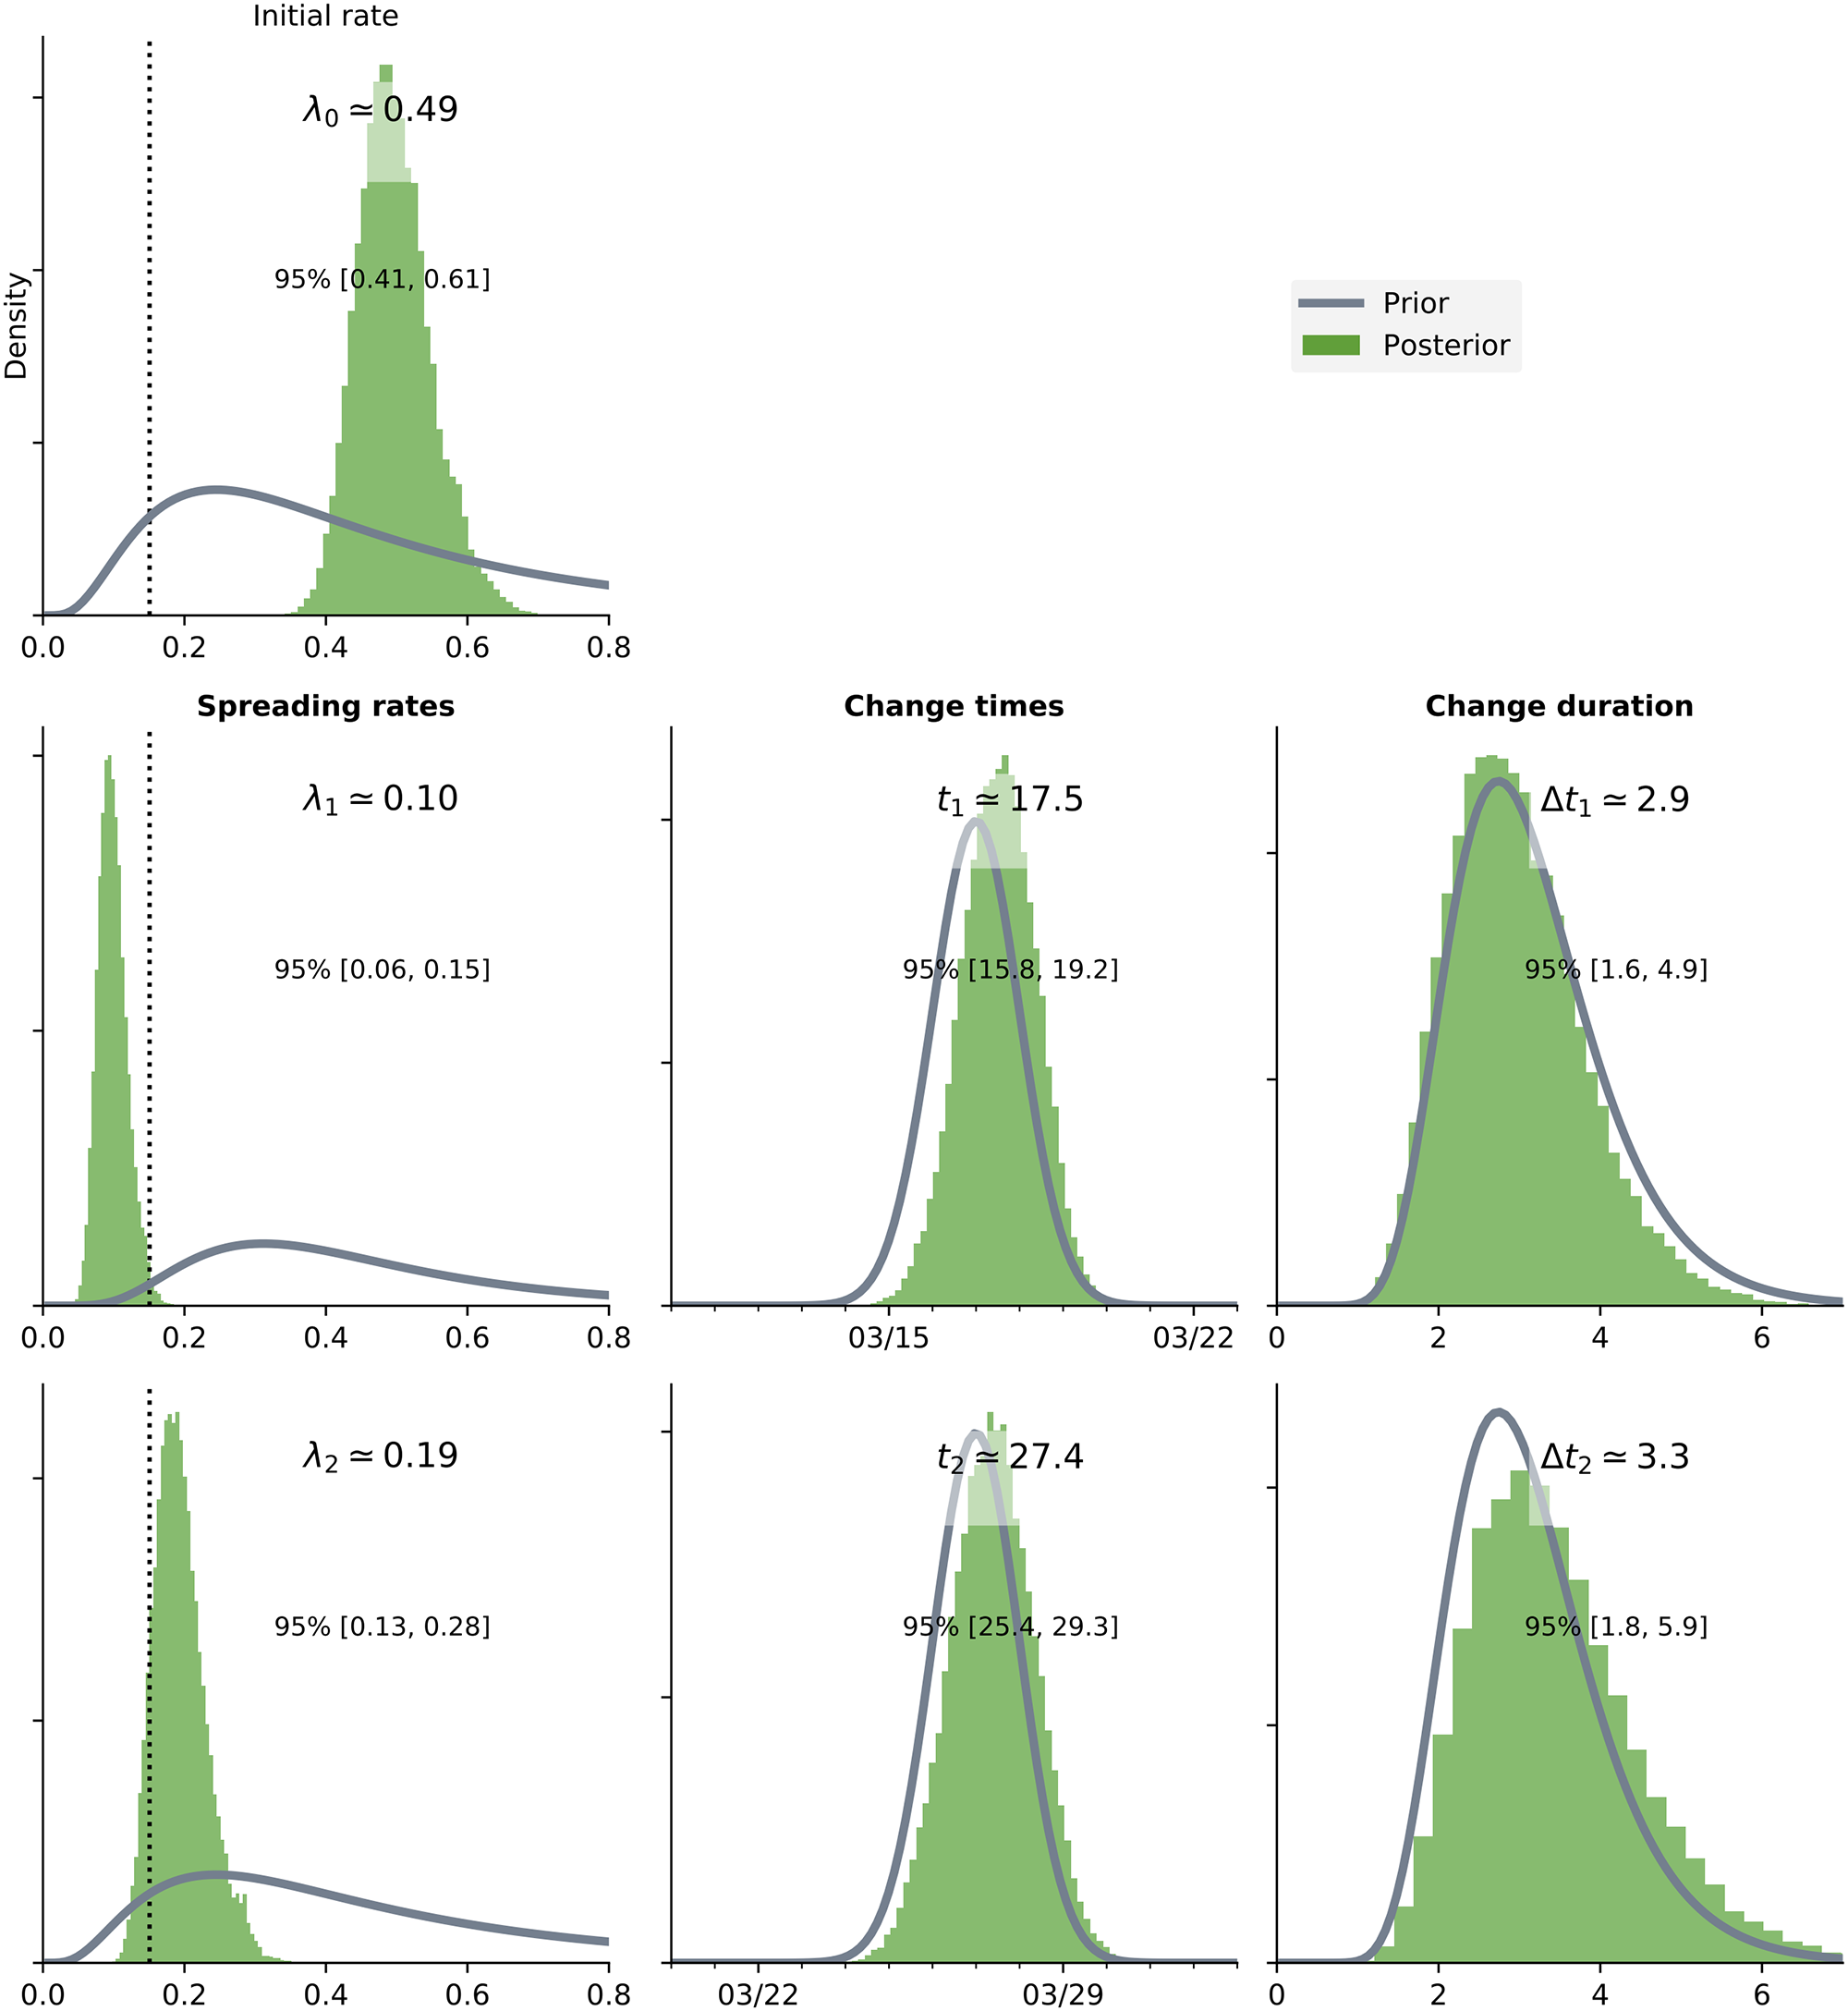 Initial rate
λ0 ≃ 0.49
95% [0.41, 0.61]
Density
0.0 0.2 0.4 0.6 0.8
Prior
Posterior
Spreading rates
λ1 ≃ 0.10
95% [0.06, 0.15]
0.0 0.2 0.4 0.6 0.8
Change times
t1 ≃ 17.5
95% [15.8, 19.2]
03/15 03/22
Change duration
Δt1 ≃ 2.9
95% [1.6, 4.9]
0 2 4 6
λ2 ≃ 0.19
95% [0.13, 0.28]
0.0 0.2 0.4 0.6 0.8
t2 ≃ 27.4
95% [25.4, 29.3]
03/22 03/29
Δt2 ≃ 3.3
95% [1.8, 5.9]
0 2 4 6